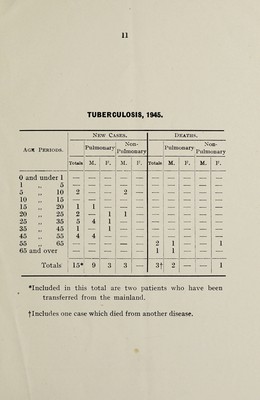 11
TUBERCULOSIS, 1945.
New Cases. Deaths.
Age Periods. Pulmonary Non-Pulmonary Pulmonary Non-Pulmonary
Totals M. F. M. F. Totals M. F. M. F.
0 and under 1 — — — — — — — — — —
1 „ 5 — — — — — — — — — —
5 „ 10 2 — — 2 — — — — — —
10 „ 15 — — — — — — — — — —
15 „ 20 1 1 — — — — — — — —
20 „ 25 2 — 1 1 — — — — — —
25 „ 35 5 4 1 — — — — — — —
35 „ 45 1 — 1 — — — — — — —
45 „ 55 4 4 — — — — — — — —
55 „ 65 — — — — — 2 1 — — 1
65 and over — — — — — 1 1 — — —
Totals 15* 9 3 3 — 3† 2 — — 1
*Included in this total are two patients who have been
transferred from the mainland.
†Includes one case which died from another disease.